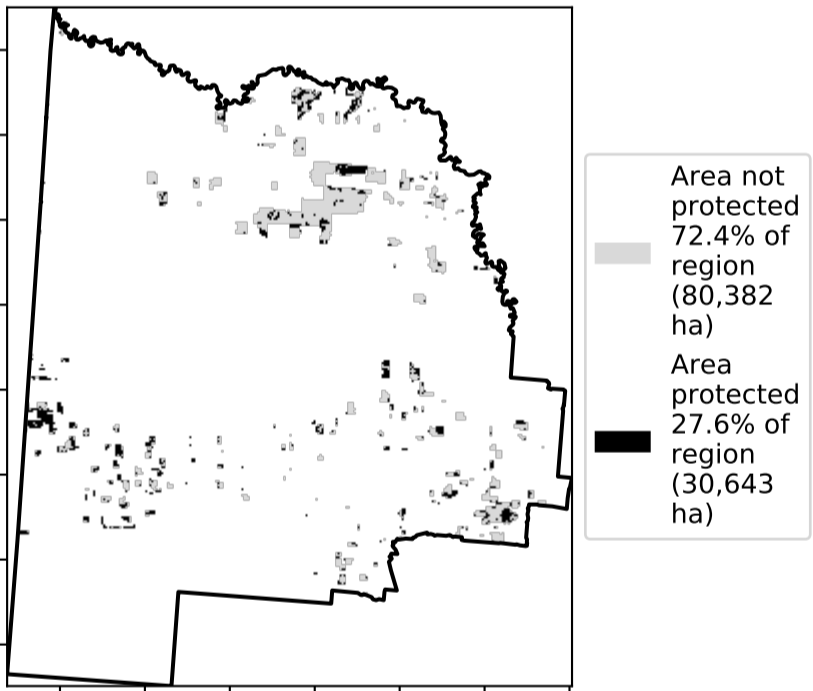 Area not
protected
72.4% of
region
(80,382
ha)
Area
protected
27.6% of
region
(30,643
ha)